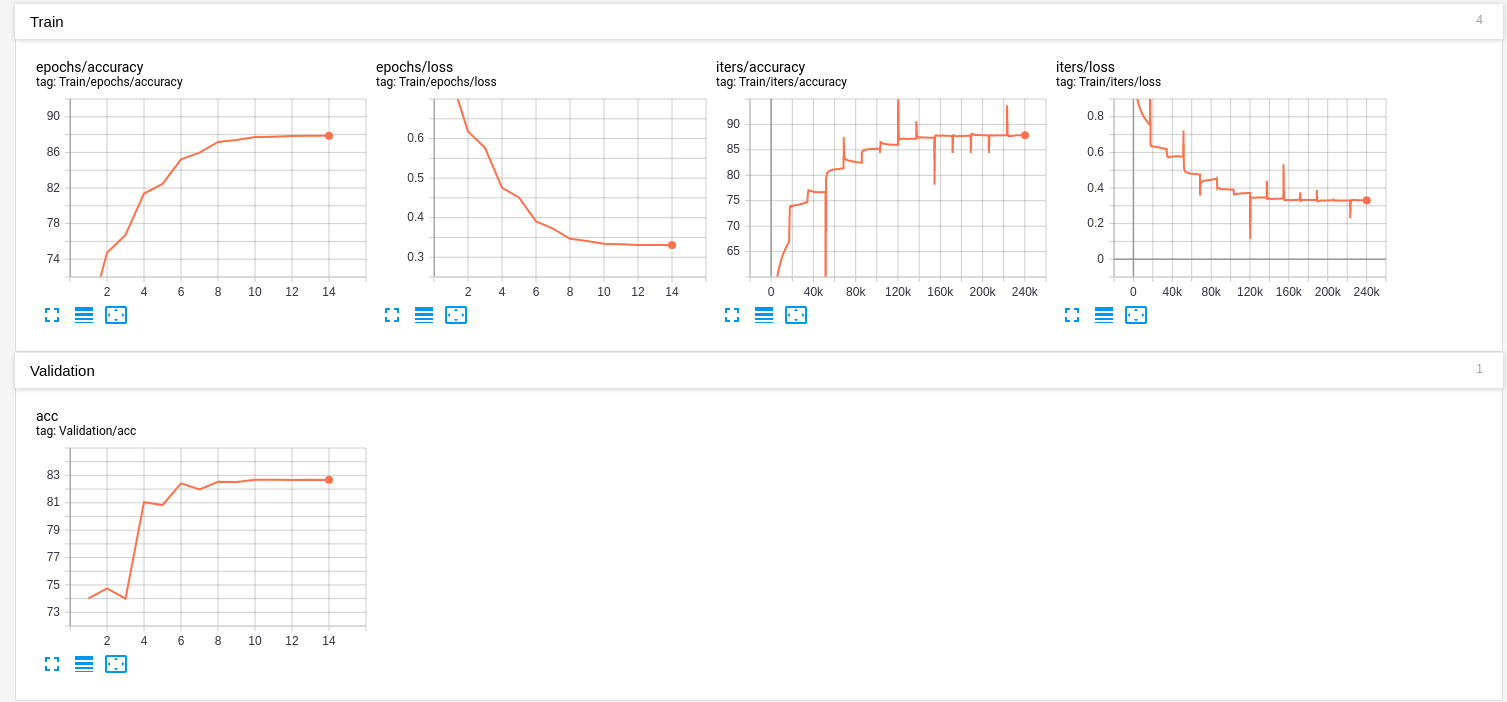 Train
4
epochs/accuracy
tag: Train/epochs/accuracy
90
86
82
78
74
2 4 6 8 10 12 14
epochs/loss
tag: Train/epochs/loss
0.6
0.5
0.4
0.3
2 4 6 8 10 12 14
iters/accuracy
tag: Train/iters/accuracy
90
85
80
75
70
65
0 40k 80k 120k 160k 200k 240k
iters/loss
tag: Train/iters/loss
0.8
0.6
0.4
0.2
0
0 40k 80k 120k 160k 200k 240k
Validation
1
acc
tag: Validation/acc
83
81
79
77
75
73
2 4 6 8 10 12 14